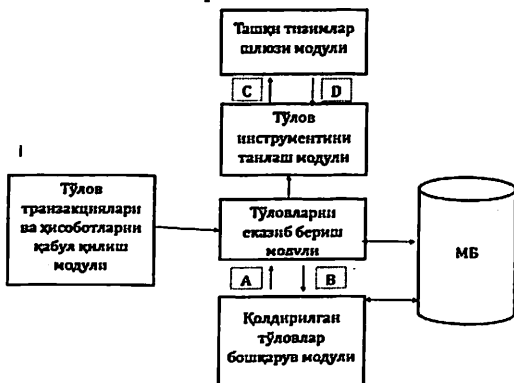 Ташқи тизимлар
шлюзи модули
C
D
Тўлов
инструментини
танлаш модули
Тўлов
транзакциялари
ва ҳисоботларни
қабул қилиш
модули
Тўловларни
еказиб бериш
модули
МБ
A
B
Қолдирилган
тўловлар
бошқарув модули